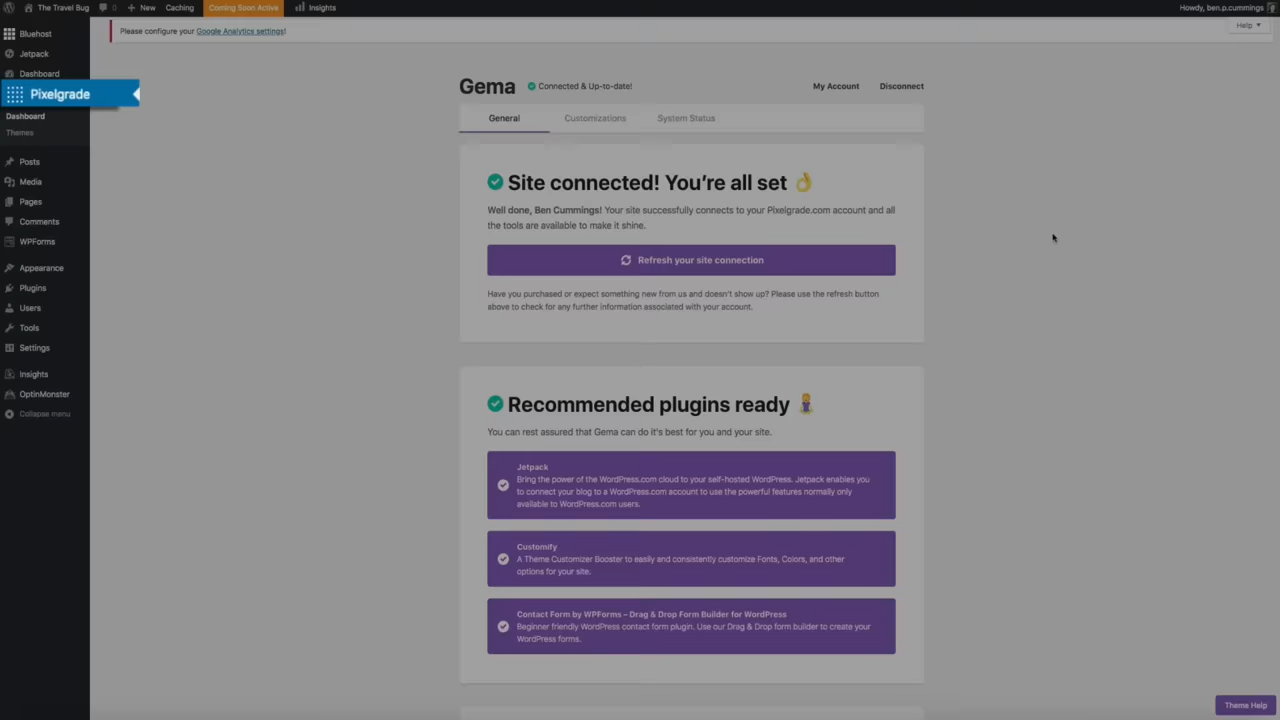 The Travel Bug 0 New Caching Coming Soon Active Insights Howdy, ben.p.cummings
Please configure your Google Analytics settings!
Help
Bluehost
Jetpack
Dashboard
Pixelgrade
Dashboard
Themes
Posts
Media
Pages
Comments
WPForms
Appearance
Plugins
Users
Tools
Settings
Insights
OptinMonster
Collapse menu
Gema Connected & Up-to-date! My Account Disconnect
General Customizations System Status
Site connected! You're all set
Well done, Ben Cummings! Your site successfully connects to your Pixelgrade.com account and all
the tools are available to make it shine.
Refresh your site connection
Have you purchased or expect something new from us and doesn't show up? Please use the refresh button
above to check for any further information associated with your account.
Recommended plugins ready
You can rest assured that Gema can do it's best for you and your site.
Jetpack
Bring the power of the WordPress.com cloud to your self-hosted WordPress. Jetpack enables you
to connect your blog to a WordPress.com account to use the powerful features normally only
available to WordPress.com users.
Customify
A Theme Customizer Booster to easily and consistently customize Fonts, Colors, and other
options for your site.
Contact Form by WPForms – Drag & Drop Form Builder for WordPress
Beginner friendly WordPress contact form plugin. Use our Drag & Drop form builder to create your
WordPress forms.
Theme Help